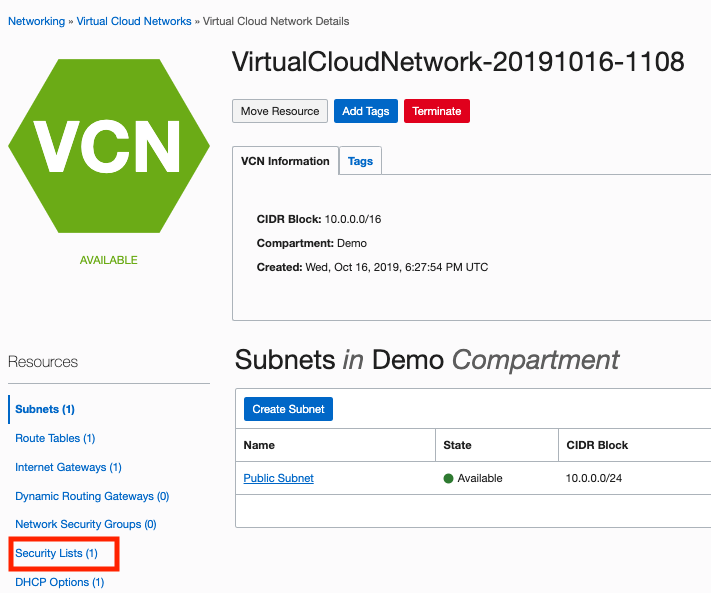 Networking » Virtual Cloud Networks » Virtual Cloud Network Details
VirtualCloudNetwork-20191016-1108
VCN
AVAILABLE
Move Resource Add Tags Terminate
VCN Information Tags
CIDR Block: 10.0.0.0/16
Compartment: Demo
Created: Wed, Oct 16, 2019, 6:27:54 PM UTC
Resources
Subnets (1)
Route Tables (1)
Internet Gateways (1)
Dynamic Routing Gateways (0)
Network Security Groups (0)
Security Lists (1)
DHCP Options (1)
Subnets in Demo Compartment
Create Subnet
Name State CIDR Block
Public Subnet Available 10.0.0.0/24